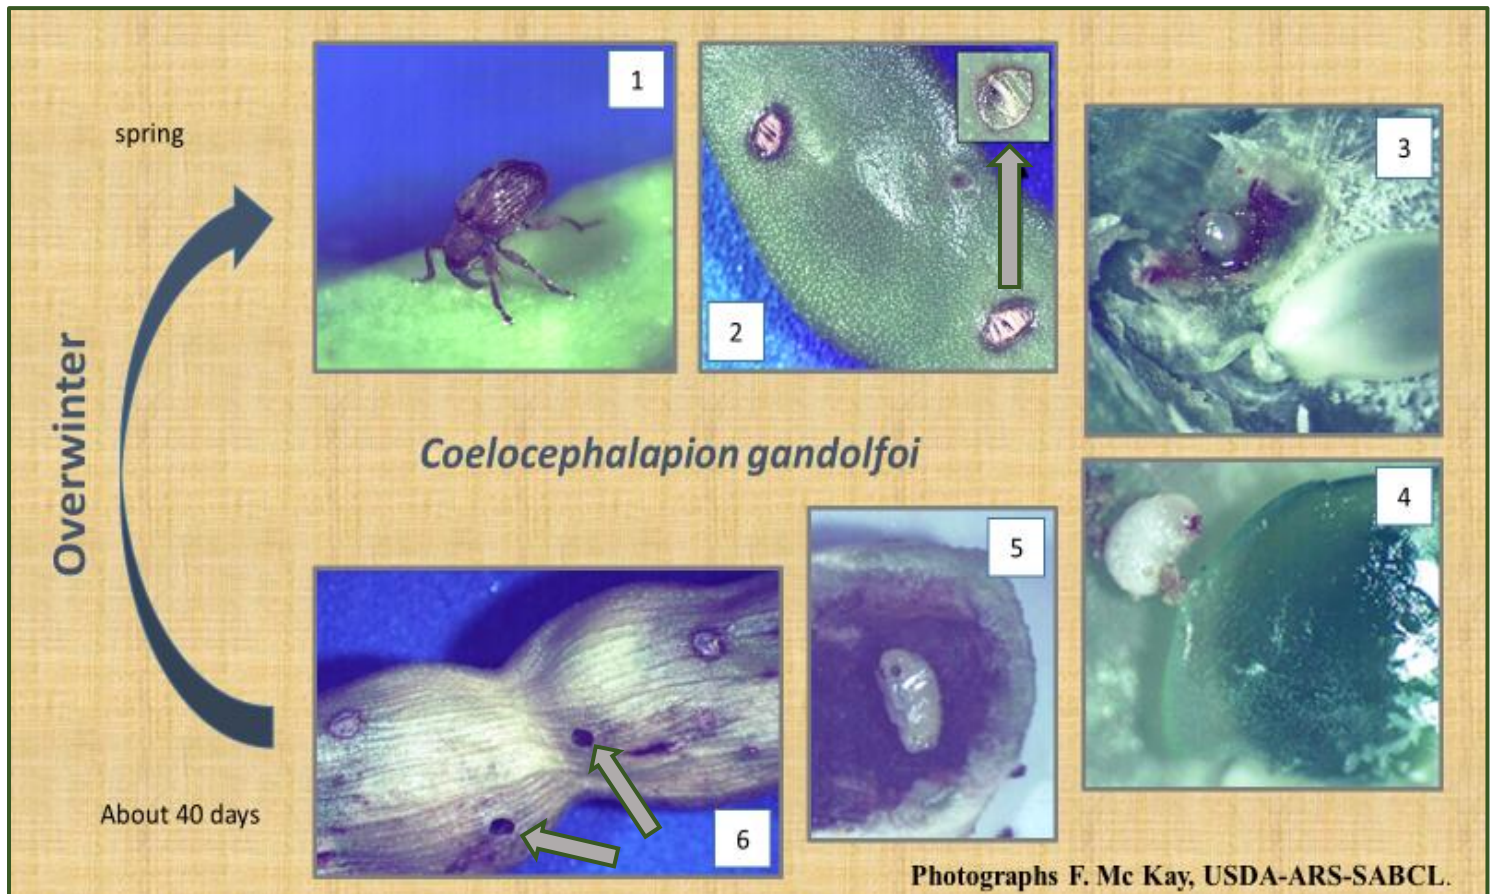 spring
1
2
3
Overwinter
Coelocephalapion gandolfoi
4
5
6
About 40 days
Photographs F. Mc Kay, USDA-ARS-SABCL.